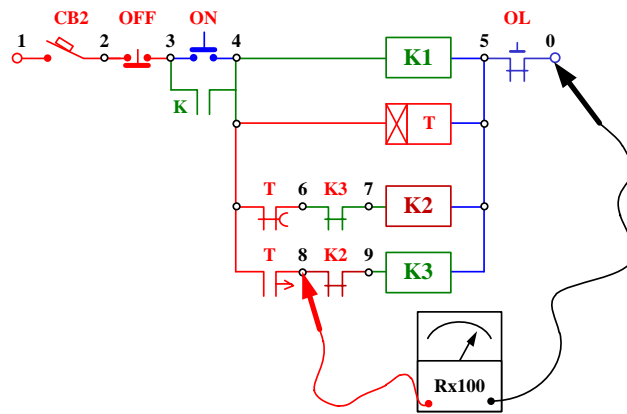 CB2 OFF ON OL
1 2 3 4 5 0
K1
K
T
T 6 K3 7 K2
T 8 K2 9 K3
Rx100